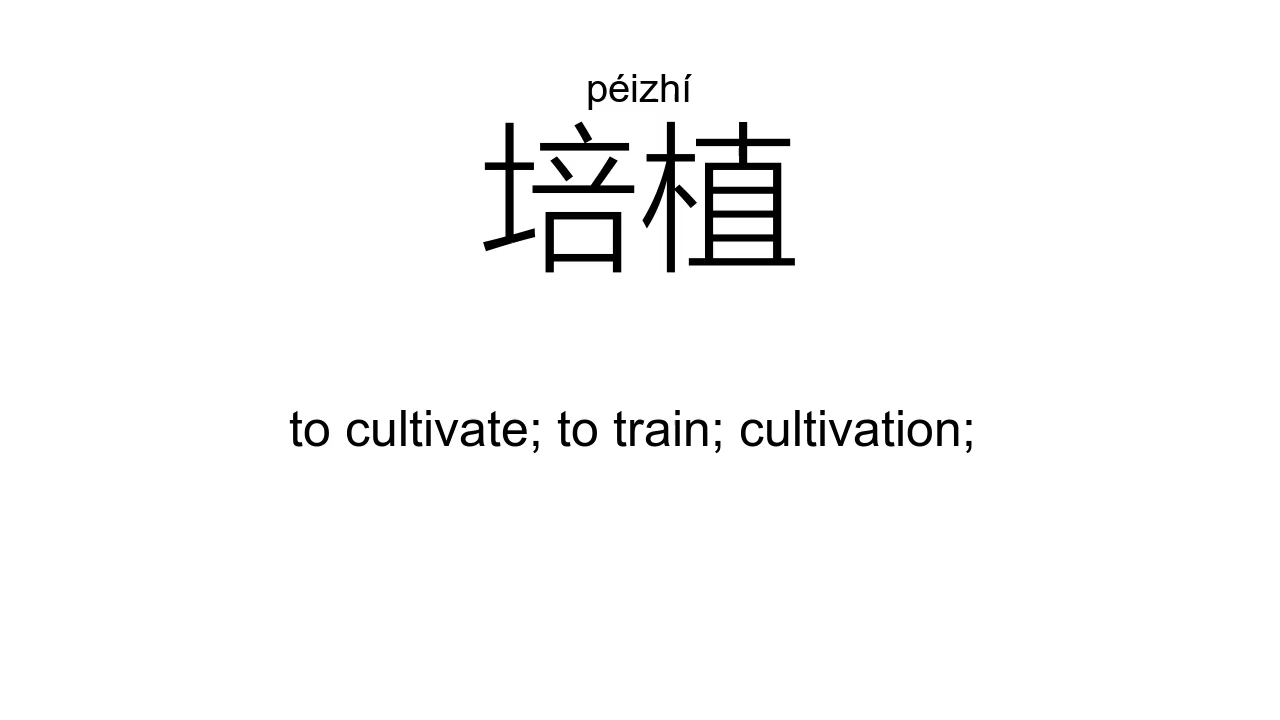 péizhí
培植
to cultivate; to train; cultivation;